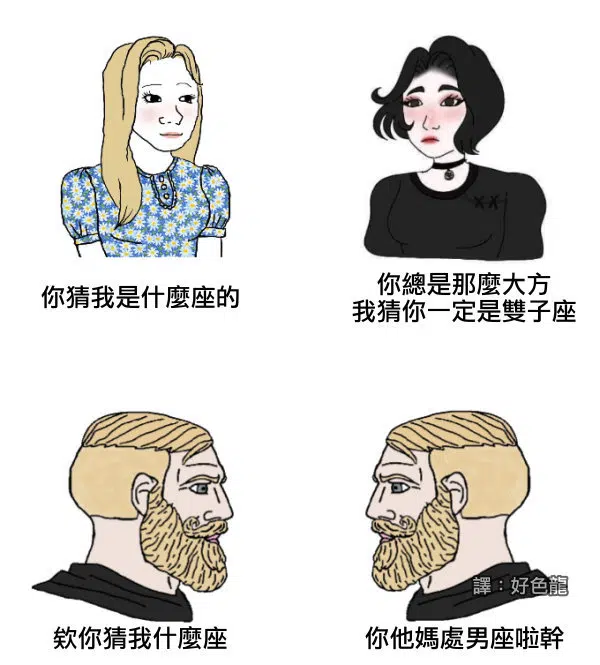 你猜我是什麼座的
你總是那麼大方
我猜你一定是雙子座
譯：好色龍
欸你猜我什麼座
你他媽處男座啦幹